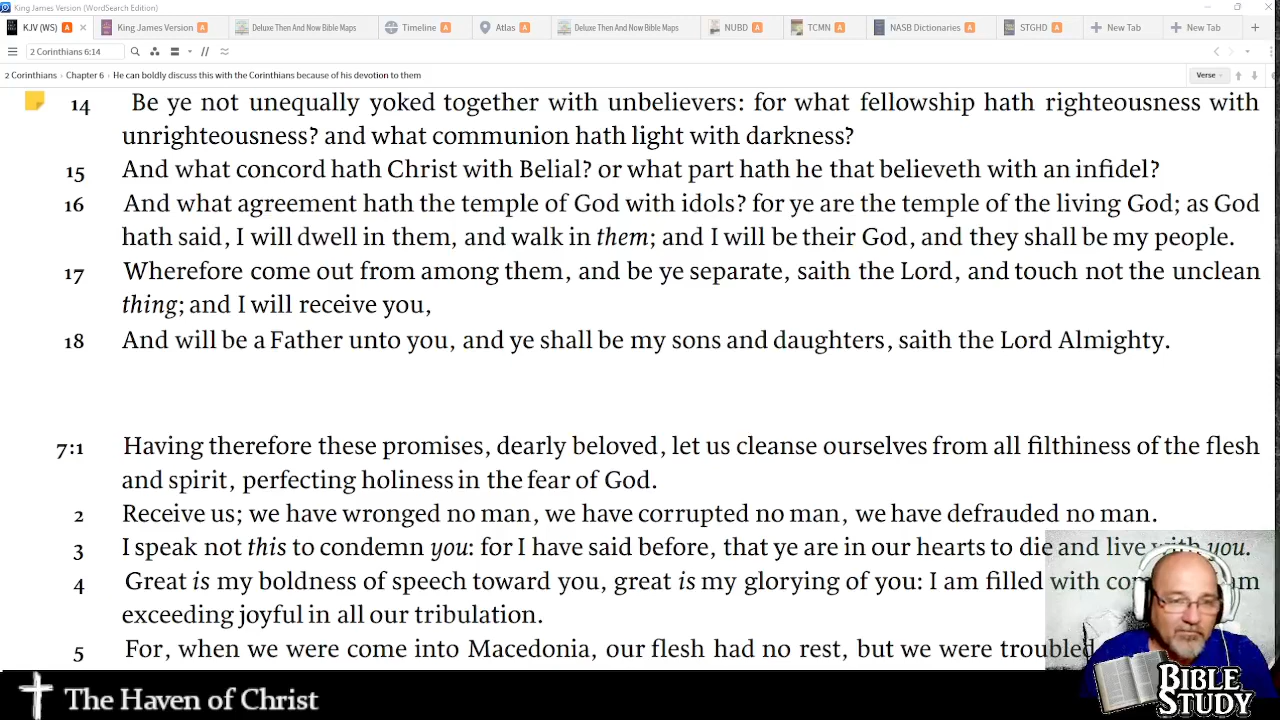 King James Version (WordSearch Edition)
KJV (WS) A × King James Version A Deluxe Then And Now Bible Maps Timeline A Atlas A Deluxe Then And Now Bible Maps NUBD A TCMN A NASB Dictionaries A STGHD A + New Tab + New Tab +
2 Corinthians 6:14
2 Corinthians › Chapter 6 › He can boldly discuss this with the Corinthians because of his devotion to them Verse
14 Be ye not unequally yoked together with unbelievers: for what fellowship hath righteousness with
unrighteousness? and what communion hath light with darkness?
15 And what concord hath Christ with Belial? or what part hath he that believeth with an infidel?
16 And what agreement hath the temple of God with idols? for ye are the temple of the living God; as God
hath said, I will dwell in them, and walk in them; and I will be their God, and they shall be my people.
17 Wherefore come out from among them, and be ye separate, saith the Lord, and touch not the unclean
thing; and I will receive you,
18 And will be a Father unto you, and ye shall be my sons and daughters, saith the Lord Almighty.
7:1 Having therefore these promises, dearly beloved, let us cleanse ourselves from all filthiness of the flesh
and spirit, perfecting holiness in the fear of God.
2 Receive us; we have wronged no man, we have corrupted no man, we have defrauded no man.
3 I speak not this to condemn you: for I have said before, that ye are in our hearts to die and live with you.
4 Great is my boldness of speech toward you, great is my glorying of you: I am filled with am
exceeding joyful in all our tribulation.
5 For, when we were come into Macedonia, our flesh had no rest, but we were troubled
The Haven of Christ
BIBLE
STUDY